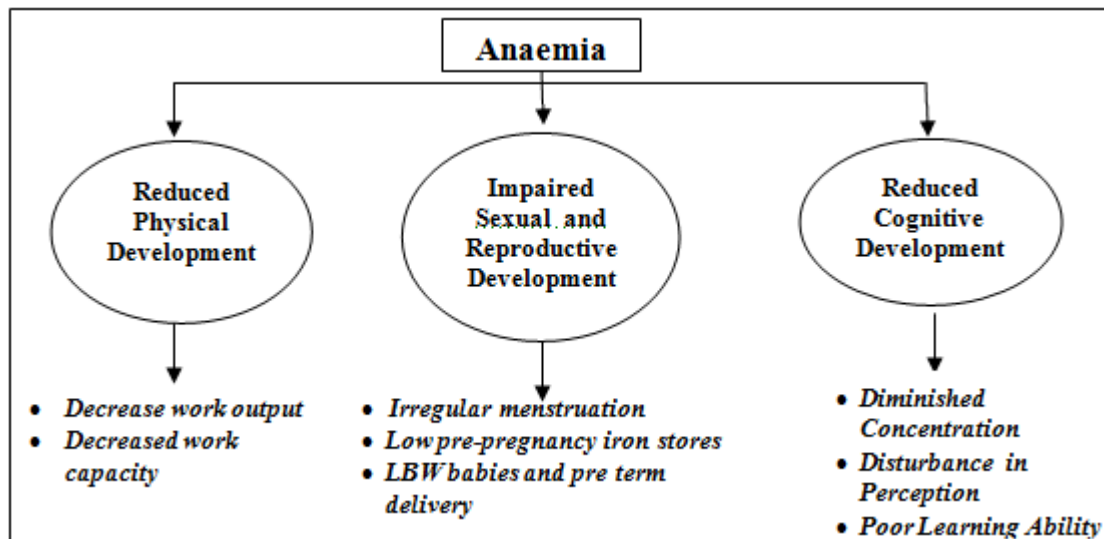 Anaemia
Reduced
Physical
Development
Impaired
Sexual and
Reproductive
Development
Reduced
Cognitive
Development
• Decrease work output
• Decreased work
capacity
• Irregular menstruation
• Low pre-pregnancy iron stores
• LBW babies and pre term
delivery
• Diminished
Concentration
• Disturbance in
Perception
• Poor Learning Ability